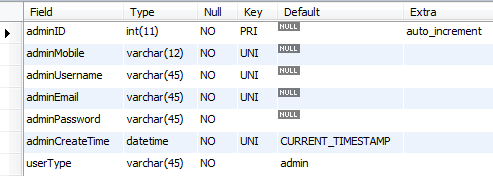 Field Type Null Key Default Extra
adminID int(11) NO PRI NULL auto_increment
adminMobile varchar(12) NO UNI NULL
adminUsername varchar(45) NO UNI NULL
adminEmail varchar(45) NO UNI NULL
adminPassword varchar(45) NO NULL
adminCreateTime datetime NO UNI CURRENT_TIMESTAMP
userType varchar(45) NO admin